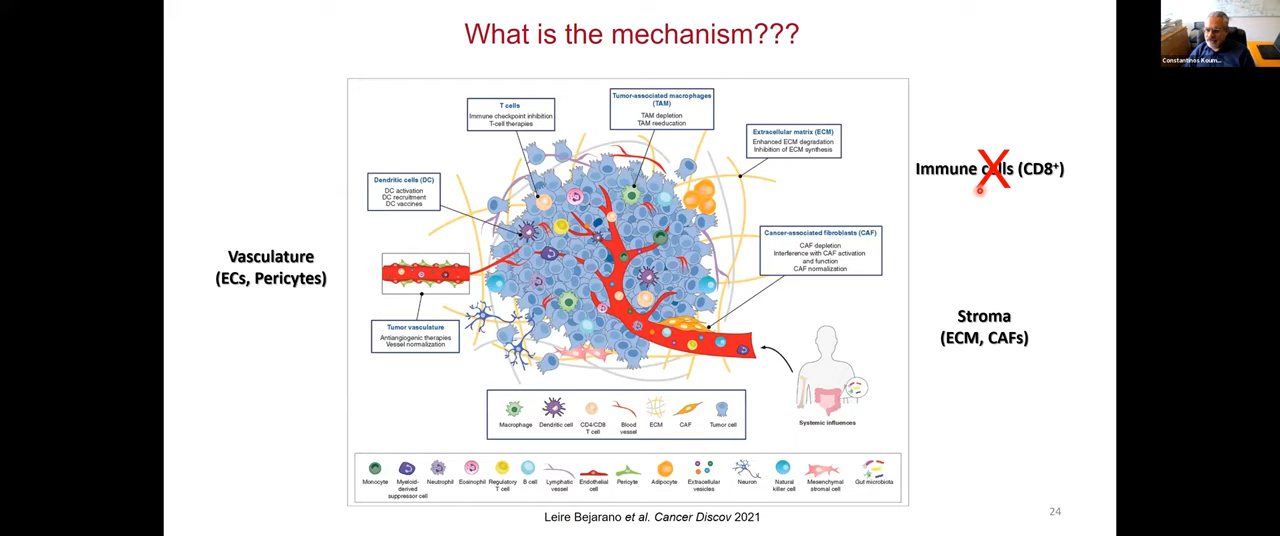 What is the mechanism???
Constantinos Koum...
T cells
Immune checkpoint inhibition
T-cell therapies
Tumor-associated macrophages
(TAM)
TAM depletion
TAM reeducation
Extracellular matrix (ECM)
Enhanced ECM degradation
Inhibition of ECM synthesis
Immune cells (CD8⁺)
Dendritic cells (DC)
DC activation
DC recruitment
DC vaccines
Cancer-associated fibroblasts (CAF)
CAF depletion
Interference with CAF activation
and function
CAF normalization
Vasculature
(ECs, Pericytes)
Tumor vasculature
Antiangiogenic therapies
Vessel normalization
Stroma
(ECM, CAFs)
Systemic influences
Macrophage
Dendritic cell
CD4/CD8
T cell
Blood
vessel
ECM
CAF
Tumor cell
Monocyte
Myeloid-
derived
suppressor cell
Neutrophil
Eosinophil
Regulatory
T cell
B cell
Lymphatic
vessel
Endothelial
cell
Pericyte
Adipocyte
Extracellular
vesicles
Neuron
Natural
killer cell
Mesenchymal
stromal cell
Gut microbiota
Leire Bejarano et al. Cancer Discov 2021
24